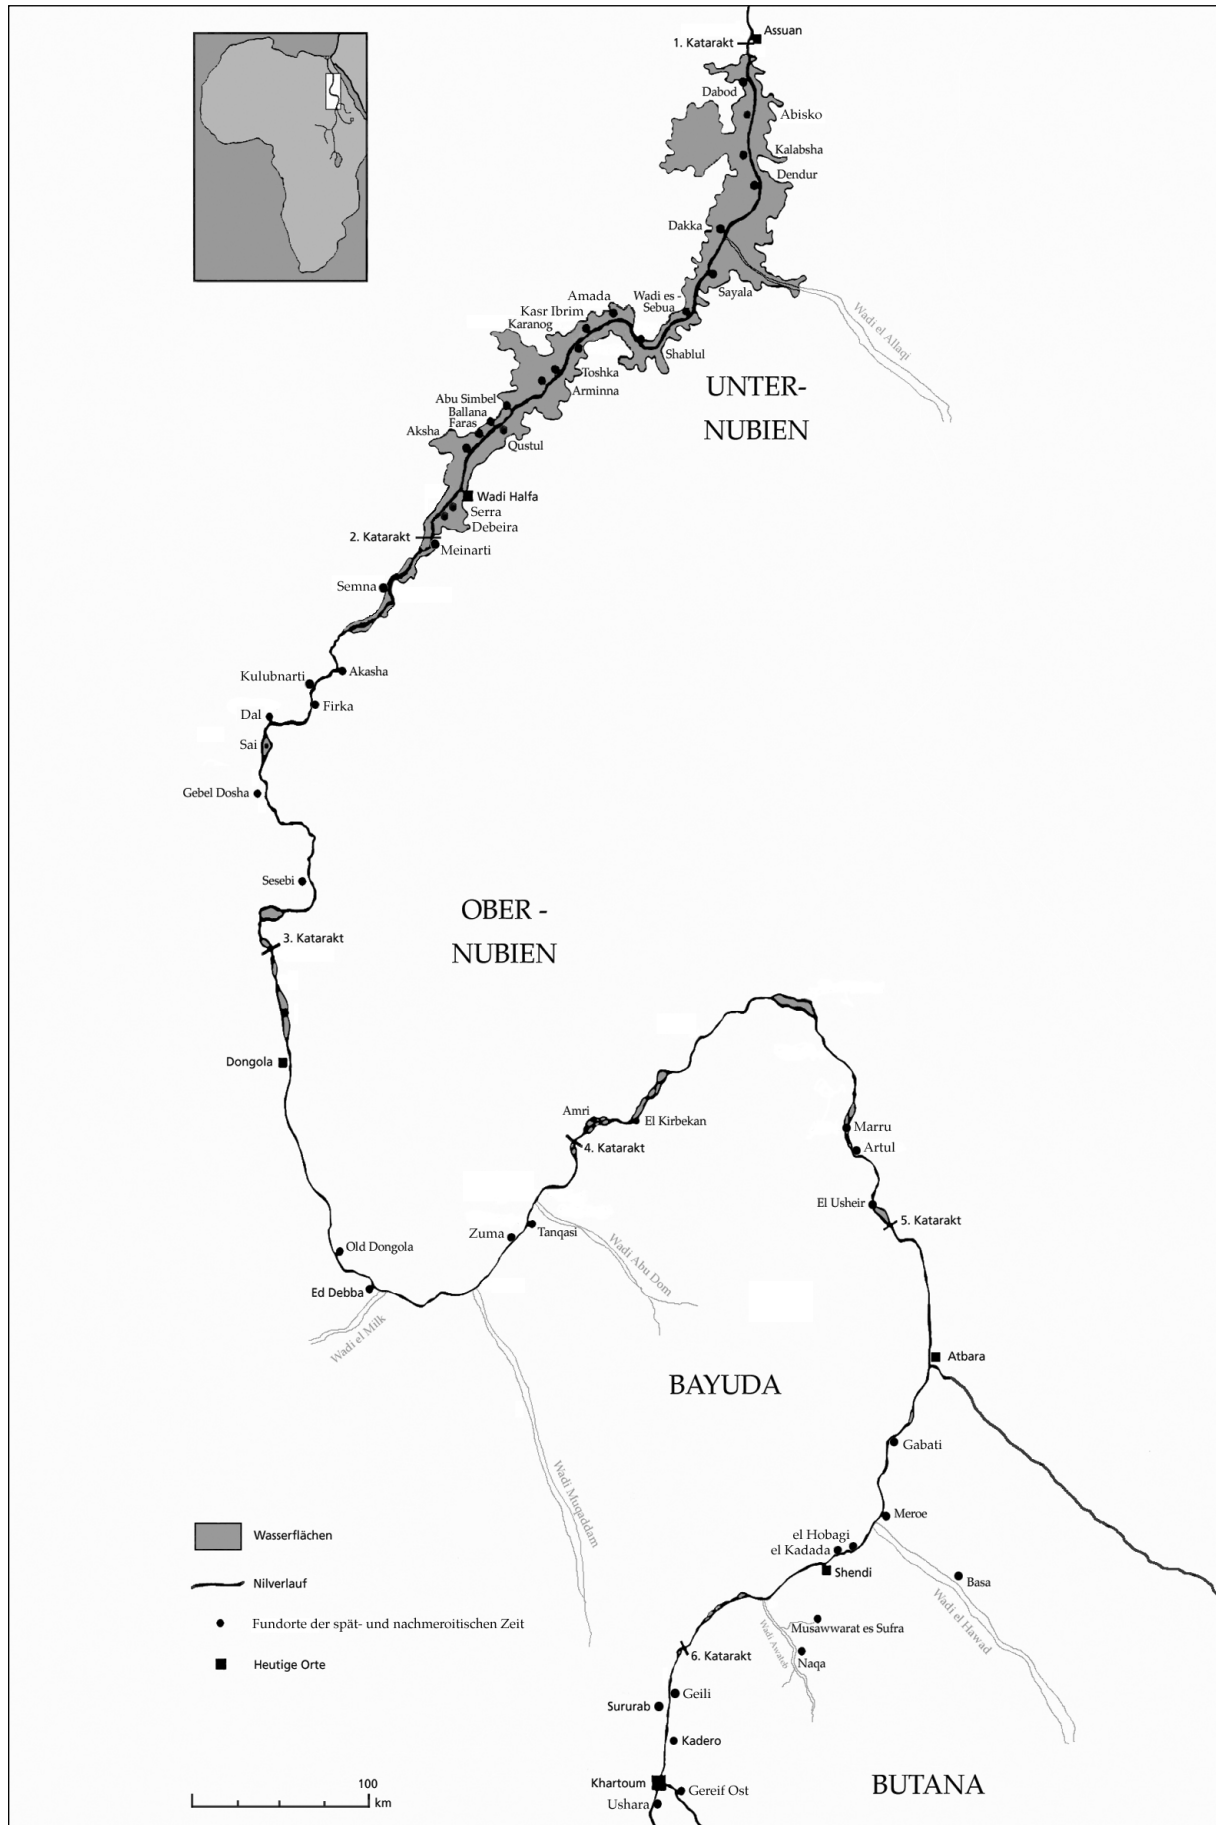 Assuan
1. Katarakt
Dabod
Abisko
Kalabsha
Dendur
Dakka
Sayala
Wadi es -
Sebua
Amada
Kasr Ibrim
Karanog
Wadi el Allaqi
Shablul
Toshka
UNTER-
NUBIEN
Arminna
Abu Simbel
Ballana
Faras
Aksha
Qustul
Wadi Halfa
Serra
Debeira
2. Katarakt
Meinarti
Semna
Akasha
Kulubnarti
Firka
Dal
Sai
Gebel Dosha
Sesebi
OBER -
NUBIEN
3. Katarakt
Dongola
Amri
El Kirbekan
Marru
4. Katarakt
Artul
El Usheir
5. Katarakt
Zuma
Tanqasi
Old Dongola
Wadi Abu Dom
Ed Debba
Wadi el Milk
Atbara
BAYUDA
Gabati
Wadi Muqaddam
Meroe
Wasserflächen
el Hobagi
el Kadada
Shendi
Nilverlauf
Basa
Wadi el Hawad
Fundorte der spät- und nachmeroitischen Zeit
Musawwarat es Sufra
Wadi Awateb
6. Katarakt
Naqa
Heutige Orte
Geili
Sururab
Kadero
Khartoum
Gereif Ost
BUTANA
Ushara
100
km